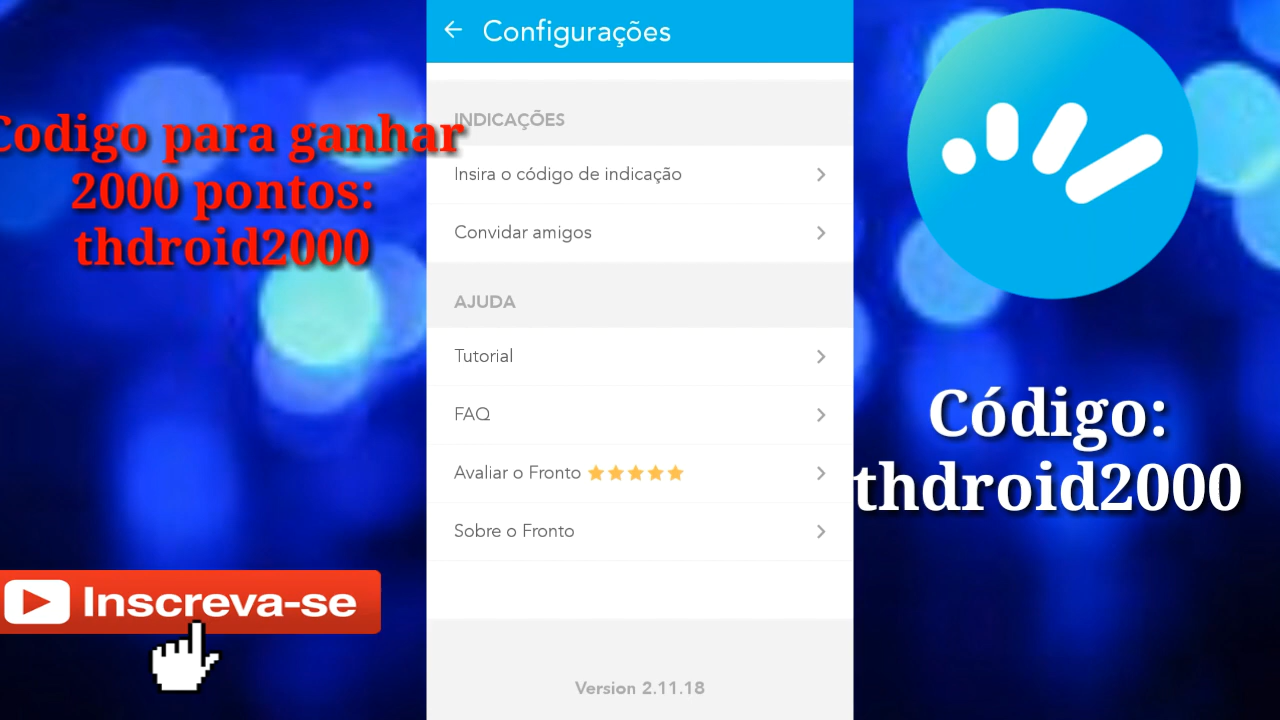 Codigo para ganhar
2000 pontos:
thdroid2000
Inscreva-se
Configurações
INDICAÇÕES
Insira o código de indicação
Convidar amigos
AJUDA
Tutorial
FAQ
Avaliar o Fronto
Sobre o Fronto
Version 2.11.18
Código:
thdroid2000